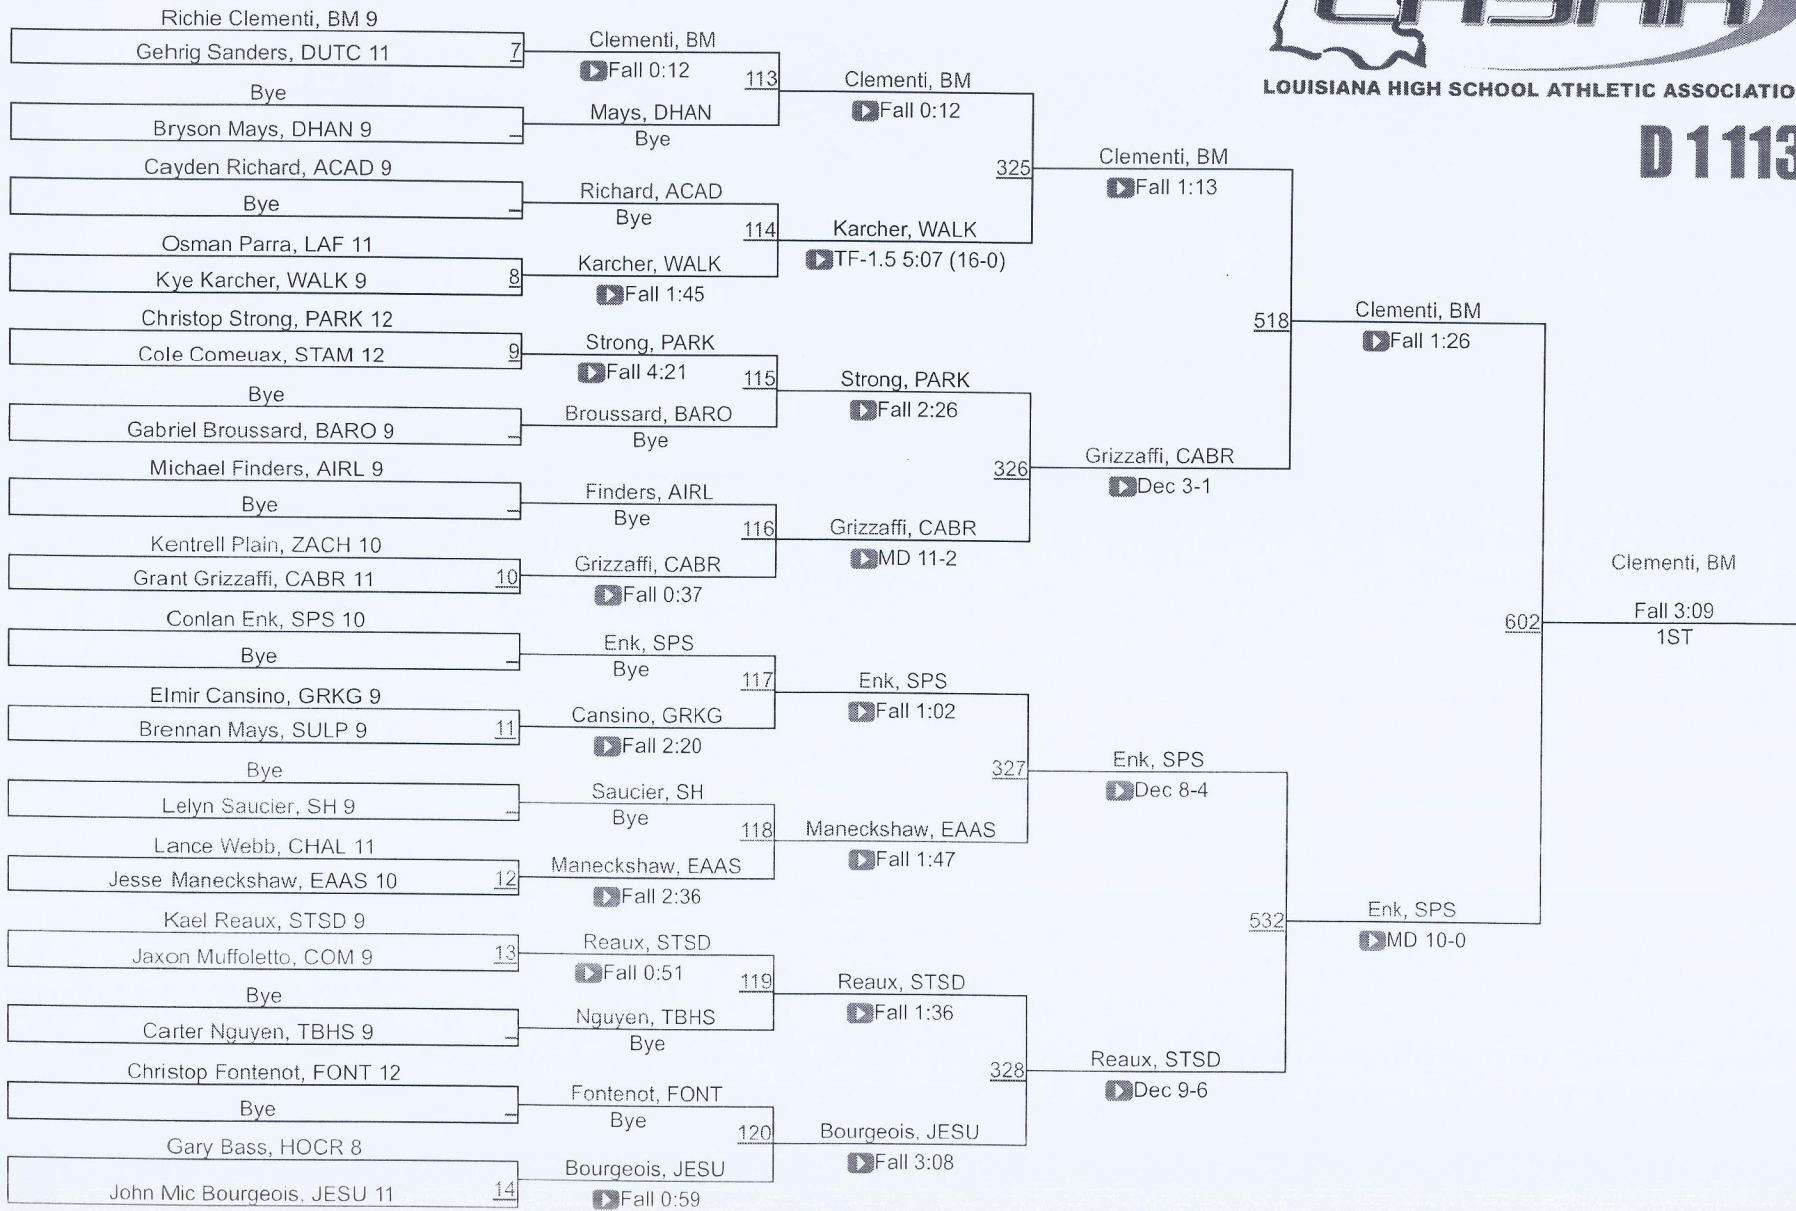 LOUISIANA HIGH SCHOOL ATHLETIC ASSOCIATIO
D 1 113
Richie Clementi, BM 9
Gehrig Sanders, DUTC 11
7
Bye
Bryson Mays, DHAN 9
Cayden Richard, ACAD 9
Bye
Osman Parra, LAF 11
Kye Karcher, WALK 9
8
Christop Strong, PARK 12
Cole Comeuax, STAM 12
9
Bye
Gabriel Broussard, BARO 9
Michael Finders, AIRL 9
Bye
Kentrell Plain, ZACH 10
Grant Grizzaffi, CABR 11
10
Conlan Enk, SPS 10
Bye
Elmir Cansino, GRKG 9
Brennan Mays, SULP 9
11
Bye
Lelyn Saucier, SH 9
Lance Webb, CHAL 11
Jesse Maneckshaw, EAAS 10
12
Kael Reaux, STSD 9
Jaxon Muffoletto, COM 9
13
Bye
Carter Nguyen, TBHS 9
Christop Fontenot, FONT 12
Bye
Gary Bass, HOCR 8
John Mic Bourgeois, JESU 11
14
Clementi, BM
Fall 0:12
113
Mays, DHAN
Bye
Richard, ACAD
Bye
114
Karcher, WALK
Fall 1:45
Strong, PARK
Fall 4:21
115
Broussard, BARO
Bye
Finders, AIRL
Bye
116
Grizzaffi, CABR
Fall 0:37
Enk, SPS
Bye
117
Cansino, GRKG
Fall 2:20
Saucier, SH
Bye
118
Maneckshaw, EAAS
Fall 2:36
Reaux, STSD
Fall 0:51
119
Nguyen, TBHS
Bye
Fontenot, FONT
Bye
120
Bourgeois, JESU
Fall 0:59
Clementi, BM
Fall 0:12
325
Karcher, WALK
TF-1.5 5:07 (16-0)
Strong, PARK
Fall 2:26
326
Grizzaffi, CABR
MD 11-2
Enk, SPS
Fall 1:02
327
Maneckshaw, EAAS
Fall 1:47
Reaux, STSD
Fall 1:36
328
Bourgeois, JESU
Fall 3:08
Clementi, BM
Fall 1:13
518
Grizzaffi, CABR
Dec 3-1
Enk, SPS
Dec 8-4
532
Reaux, STSD
Dec 9-6
Clementi, BM
Fall 1:26
602
Enk, SPS
MD 10-0
Clementi, BM
Fall 3:09
1ST